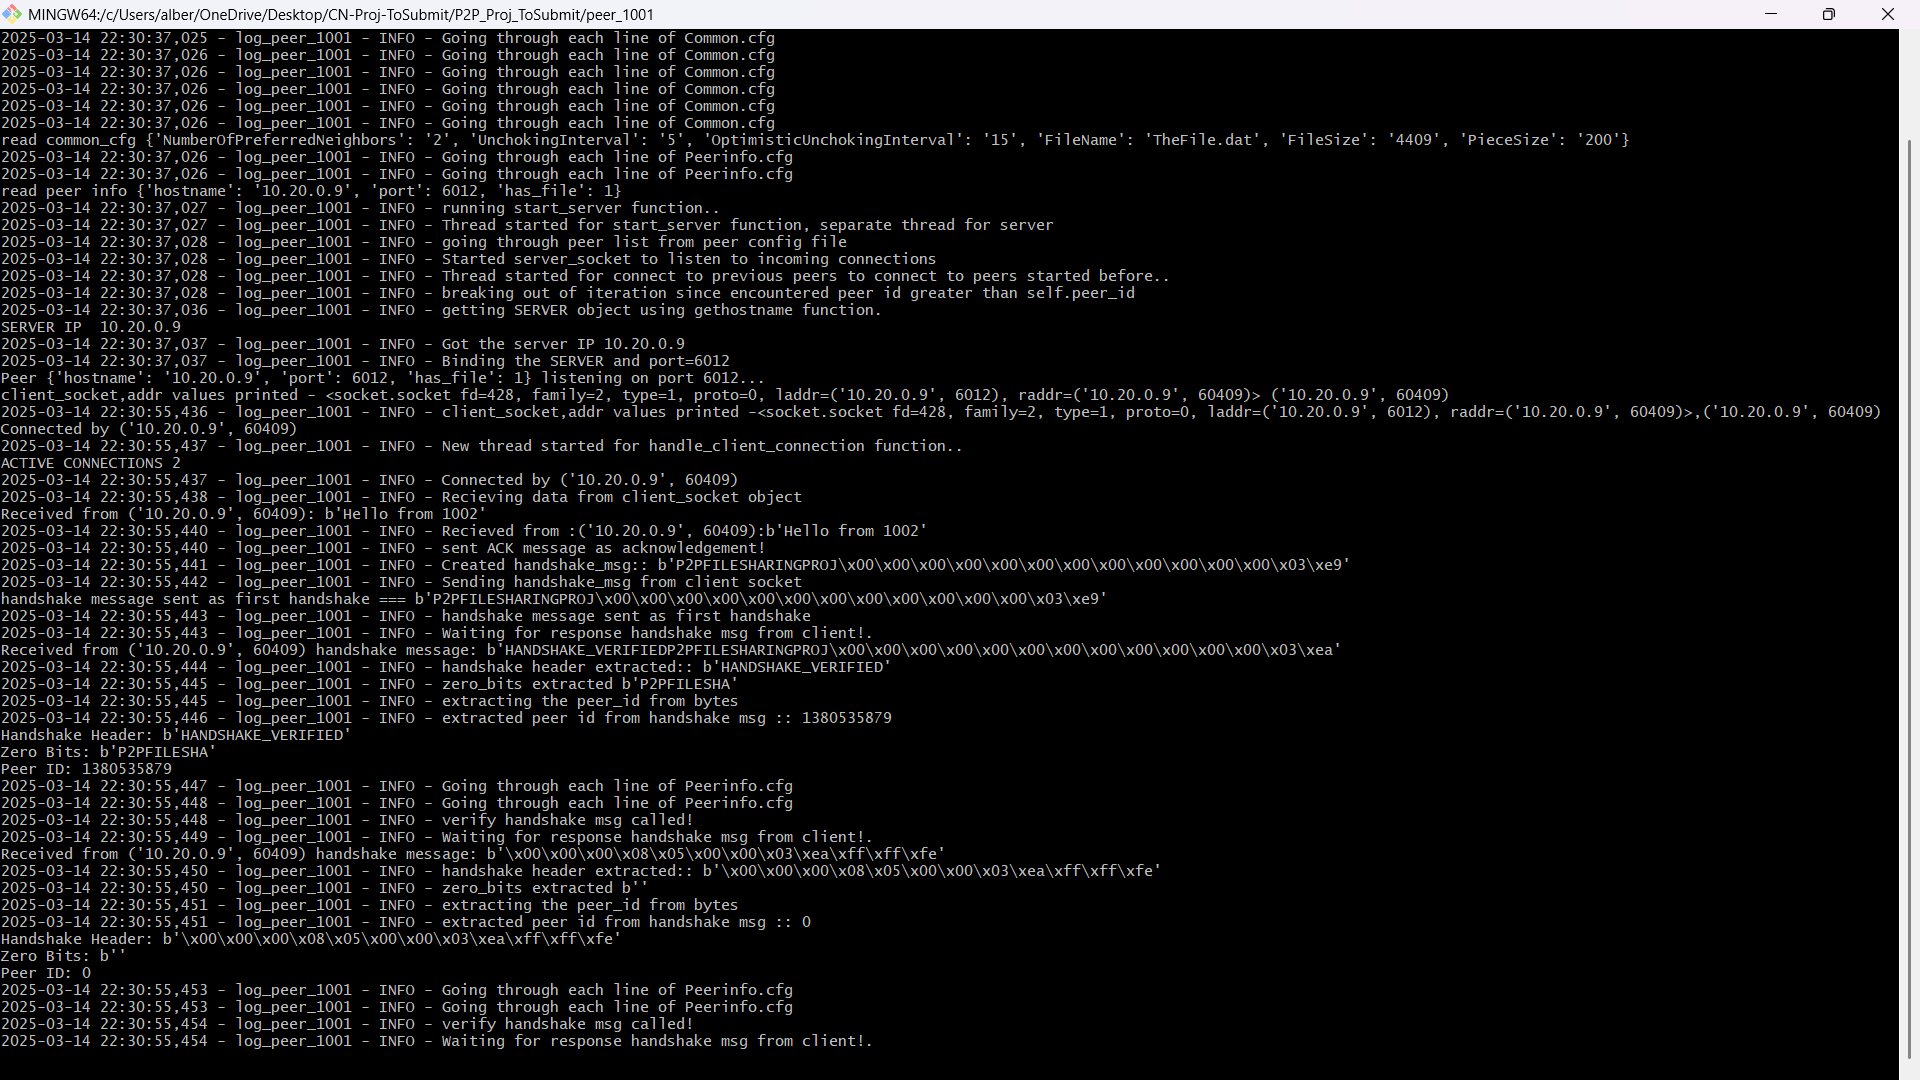 MINGW64:/c/Users/alber/OneDrive/Desktop/CN-Proj-ToSubmit/P2P_Proj_ToSubmit/peer_1001
2025-03-14 22:30:37,025 - log_peer_1001 - INFO - Going through each line of Common.cfg
2025-03-14 22:30:37,026 - log_peer_1001 - INFO - Going through each line of Common.cfg
2025-03-14 22:30:37,026 - log_peer_1001 - INFO - Going through each line of Common.cfg
2025-03-14 22:30:37,026 - log_peer_1001 - INFO - Going through each line of Common.cfg
2025-03-14 22:30:37,026 - log_peer_1001 - INFO - Going through each line of Common.cfg
2025-03-14 22:30:37,026 - log_peer_1001 - INFO - Going through each line of Common.cfg
read common_cfg {'NumberOfPreferredNeighbors': '2', 'UnchokingInterval': '5', 'OptimisticUnchokingInterval': '15', 'FileName': 'TheFile.dat', 'FileSize': '4409', 'PieceSize': '200'}
2025-03-14 22:30:37,026 - log_peer_1001 - INFO - Going through each line of Peerinfo.cfg
2025-03-14 22:30:37,026 - log_peer_1001 - INFO - Going through each line of Peerinfo.cfg
read peer info {'hostname': '10.20.0.9', 'port': 6012, 'has_file': 1}
2025-03-14 22:30:37,027 - log_peer_1001 - INFO - running start_server function..
2025-03-14 22:30:37,027 - log_peer_1001 - INFO - Thread started for start_server function, separate thread for server
2025-03-14 22:30:37,028 - log_peer_1001 - INFO - going through peer list from peer config file
2025-03-14 22:30:37,028 - log_peer_1001 - INFO - Started server_socket to listen to incoming connections
2025-03-14 22:30:37,028 - log_peer_1001 - INFO - Thread started for connect to previous peers to connect to peers started before..
2025-03-14 22:30:37,028 - log_peer_1001 - INFO - breaking out of iteration since encountered peer id greater than self.peer_id
2025-03-14 22:30:37,036 - log_peer_1001 - INFO - getting SERVER object using gethostname function.
SERVER IP  10.20.0.9
2025-03-14 22:30:37,037 - log_peer_1001 - INFO - Got the server IP 10.20.0.9
2025-03-14 22:30:37,037 - log_peer_1001 - INFO - Binding the SERVER and port=6012
Peer {'hostname': '10.20.0.9', 'port': 6012, 'has_file': 1} listening on port 6012...
client_socket,addr values printed - <socket.socket fd=428, family=2, type=1, proto=0, laddr=('10.20.0.9', 6012), raddr=('10.20.0.9', 60409)> ('10.20.0.9', 60409)
2025-03-14 22:30:55,436 - log_peer_1001 - INFO - client_socket,addr values printed -<socket.socket fd=428, family=2, type=1, proto=0, laddr=('10.20.0.9', 6012), raddr=('10.20.0.9', 60409)>,('10.20.0.9', 60409)
Connected by ('10.20.0.9', 60409)
2025-03-14 22:30:55,437 - log_peer_1001 - INFO - New thread started for handle_client_connection function..
ACTIVE CONNECTIONS 2
2025-03-14 22:30:55,437 - log_peer_1001 - INFO - Connected by ('10.20.0.9', 60409)
2025-03-14 22:30:55,438 - log_peer_1001 - INFO - Recieving data from client_socket object
Received from ('10.20.0.9', 60409): b'Hello from 1002'
2025-03-14 22:30:55,440 - log_peer_1001 - INFO - Recieved from :('10.20.0.9', 60409):b'Hello from 1002'
2025-03-14 22:30:55,440 - log_peer_1001 - INFO - sent ACK message as acknowledgement!
2025-03-14 22:30:55,441 - log_peer_1001 - INFO - Created handshake_msg:: b'P2PFILESHARINGPROJ\x00\x00\x00\x00\x00\x00\x00\x00\x00\x00\x00\x00\x03\xe9'
2025-03-14 22:30:55,442 - log_peer_1001 - INFO - Sending handshake_msg from client socket
handshake message sent as first handshake === b'P2PFILESHARINGPROJ\x00\x00\x00\x00\x00\x00\x00\x00\x00\x00\x00\x00\x03\xe9'
2025-03-14 22:30:55,443 - log_peer_1001 - INFO - handshake message sent as first handshake
2025-03-14 22:30:55,443 - log_peer_1001 - INFO - Waiting for response handshake msg from client!.
Received from ('10.20.0.9', 60409) handshake message: b'HANDSHAKE_VERIFIEDP2PFILESHARINGPROJ\x00\x00\x00\x00\x00\x00\x00\x00\x00\x00\x00\x00\x03\xea'
2025-03-14 22:30:55,444 - log_peer_1001 - INFO - handshake header extracted:: b'HANDSHAKE_VERIFIED'
2025-03-14 22:30:55,445 - log_peer_1001 - INFO - zero_bits extracted b'P2PFILESHA'
2025-03-14 22:30:55,445 - log_peer_1001 - INFO - extracting the peer_id from bytes
2025-03-14 22:30:55,446 - log_peer_1001 - INFO - extracted peer id from handshake msg :: 1380535879
Handshake Header: b'HANDSHAKE_VERIFIED'
Zero Bits: b'P2PFILESHA'
Peer ID: 1380535879
2025-03-14 22:30:55,447 - log_peer_1001 - INFO - Going through each line of Peerinfo.cfg
2025-03-14 22:30:55,448 - log_peer_1001 - INFO - Going through each line of Peerinfo.cfg
2025-03-14 22:30:55,448 - log_peer_1001 - INFO - verify handshake msg called!
2025-03-14 22:30:55,449 - log_peer_1001 - INFO - Waiting for response handshake msg from client!.
Received from ('10.20.0.9', 60409) handshake message: b'\x00\x00\x00\x08\x05\x00\x00\x03\xea\xff\xff\xfe'
2025-03-14 22:30:55,450 - log_peer_1001 - INFO - handshake header extracted:: b'\x00\x00\x00\x08\x05\x00\x00\x03\xea\xff\xff\xfe'
2025-03-14 22:30:55,450 - log_peer_1001 - INFO - zero_bits extracted b''
2025-03-14 22:30:55,451 - log_peer_1001 - INFO - extracting the peer_id from bytes
2025-03-14 22:30:55,451 - log_peer_1001 - INFO - extracted peer id from handshake msg :: 0
Handshake Header: b'\x00\x00\x00\x08\x05\x00\x00\x03\xea\xff\xff\xfe'
Zero Bits: b''
Peer ID: 0
2025-03-14 22:30:55,453 - log_peer_1001 - INFO - Going through each line of Peerinfo.cfg
2025-03-14 22:30:55,453 - log_peer_1001 - INFO - Going through each line of Peerinfo.cfg
2025-03-14 22:30:55,454 - log_peer_1001 - INFO - verify handshake msg called!
2025-03-14 22:30:55,454 - log_peer_1001 - INFO - Waiting for response handshake msg from client!.